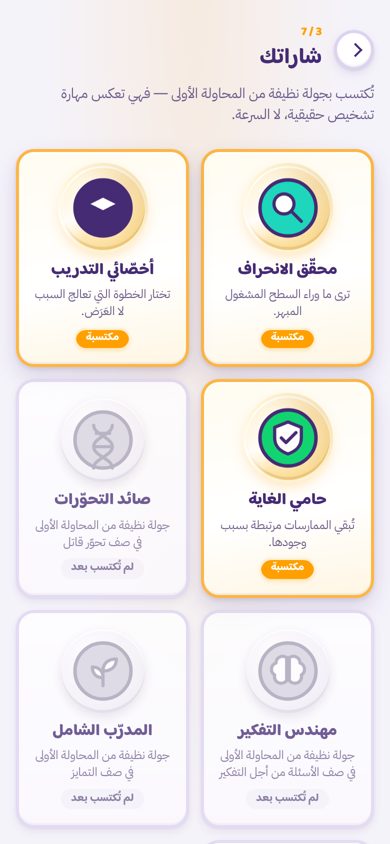 7 / 3
شاراتك
تُكتسب بجولة نظيفة من المحاولة الأولى — فهي تعكس مهارة
تشخيص حقيقية، لا السرعة.
محقّق الانحراف
ترى ما وراء السطح المشغول
المبهر.
مكتسبة
أخصّائي التدريب
تختار الخطوة التي تعالج السبب
لا العَرَض.
مكتسبة
حامي الغاية
تُبقي الممارسات مرتبطة بسبب
وجودها.
مكتسبة
صائد التحوّرات
جولة نظيفة من المحاولة الأولى
في صف تحوّر قاتل
لم تُكتسب بعد
مهندس التفكير
جولة نظيفة من المحاولة الأولى
في صف الأسئلة من أجل التفكير
لم تُكتسب بعد
المدرّب الشامل
جولة نظيفة من المحاولة الأولى
في صف التمايز
لم تُكتسب بعد